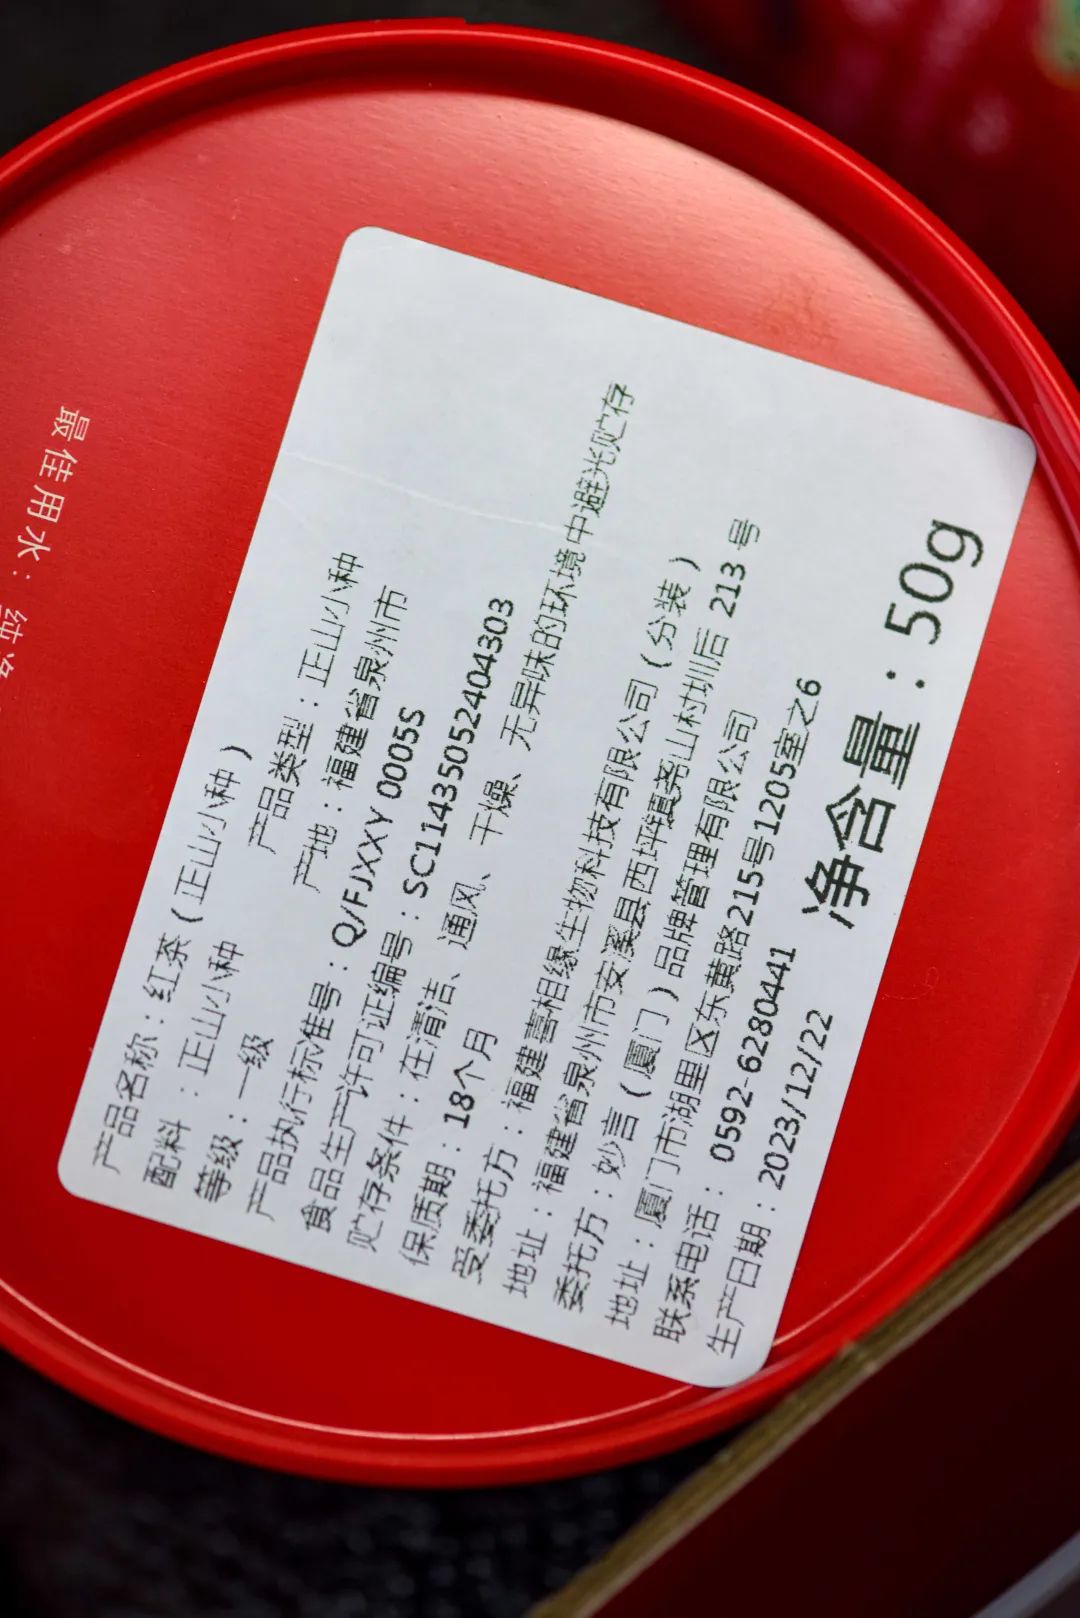 产品名称：红茶（正山小种）
配料：正山小种 产品类型：正山小种
等级：一级 产地：福建省泉州市
产品执行标准号：Q/FJXXY 0005S
食品生产许可证编号：SC11435052404303
贮存条件：在清洁、通风、干燥、无异味的环境中避光贮存
保质期：18个月
受委托方：福建喜相缘生物科技有限公司（分装）
地址：福建省泉州市安溪县西坪镇尧山村圳后 213 号
委托方：妙言（厦门）品牌管理有限公司
地址：厦门市湖里区东黄路215号1205室之6
联系电话：0592-6280441
生产日期：2023/12/22
净含量：50g
最佳用水：纯净